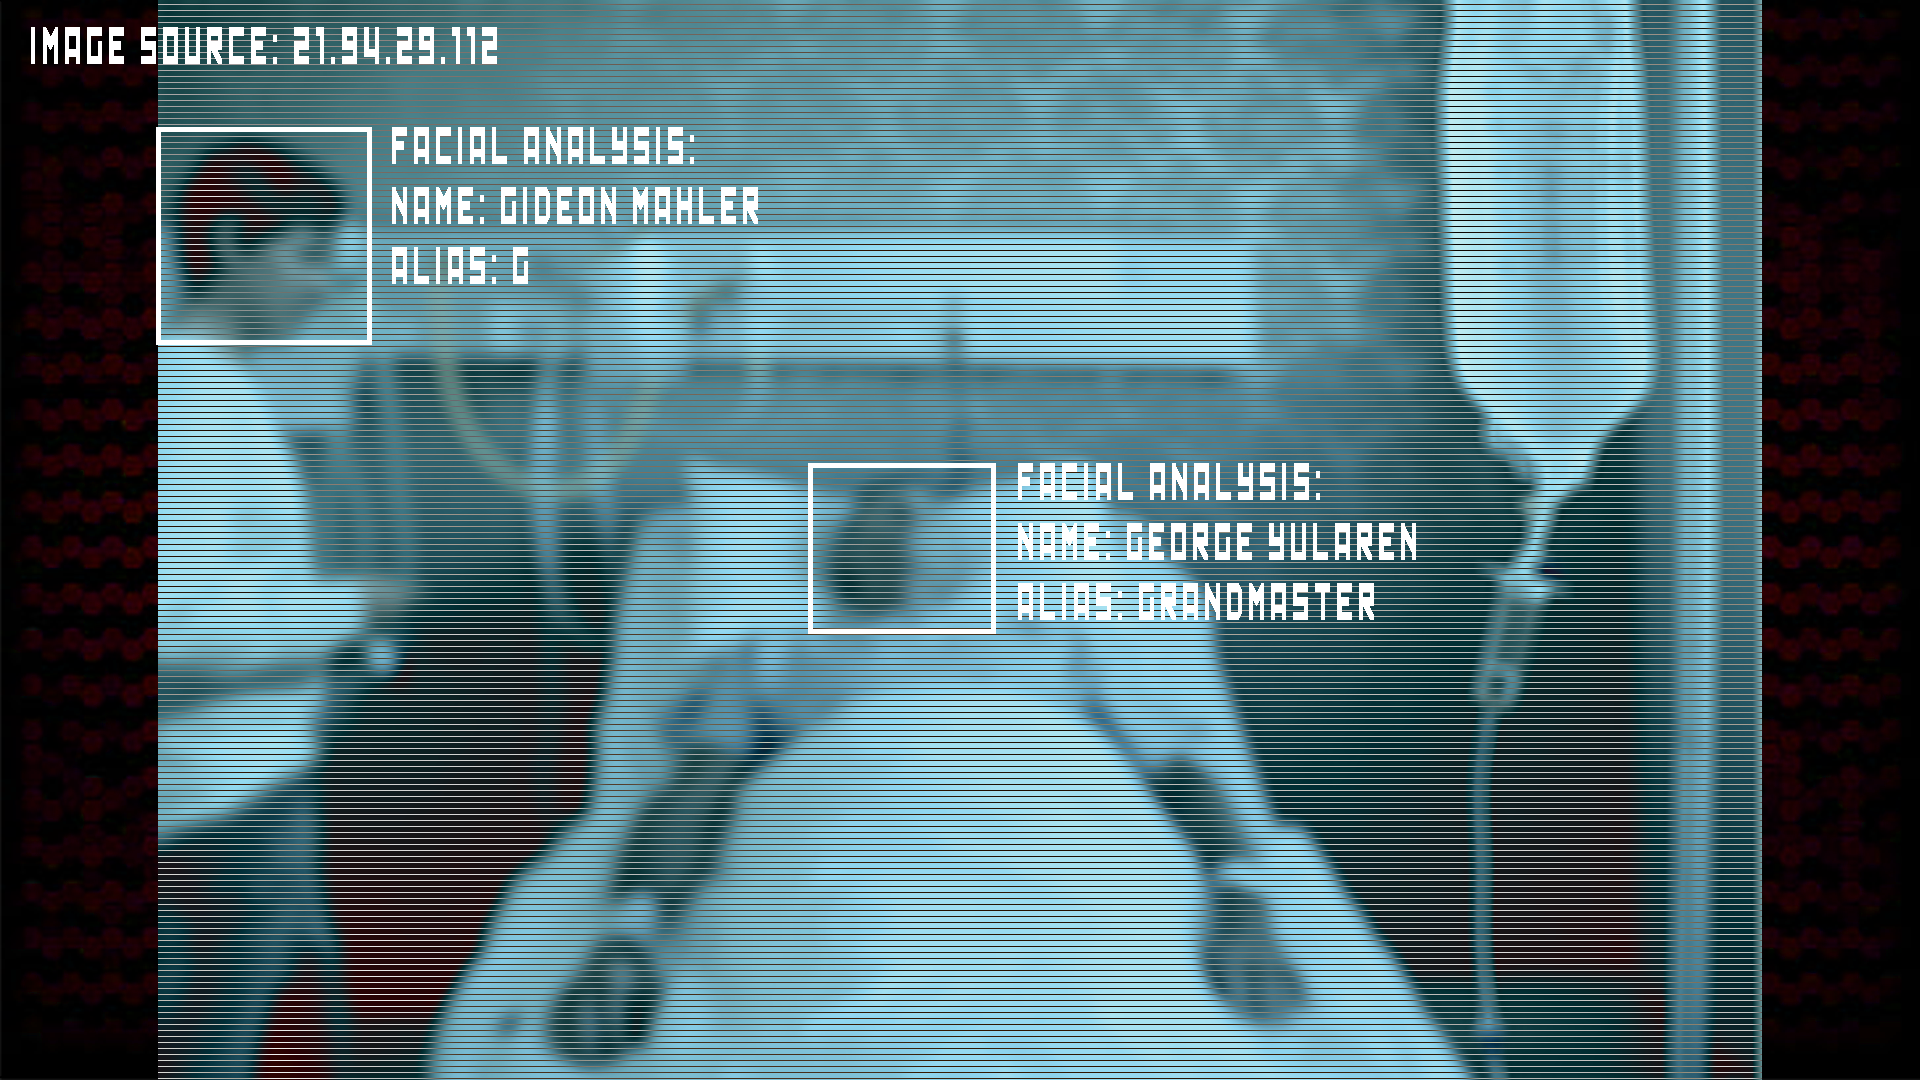 IMAGE SOURCE: 21.94.29.112
FACIAL ANALYSIS:
NAME: GIDEON MAHLER
ALIAS: G
FACIAL ANALYSIS:
NAME: GEORGE YULAREN
ALIAS: GRANDMASTER